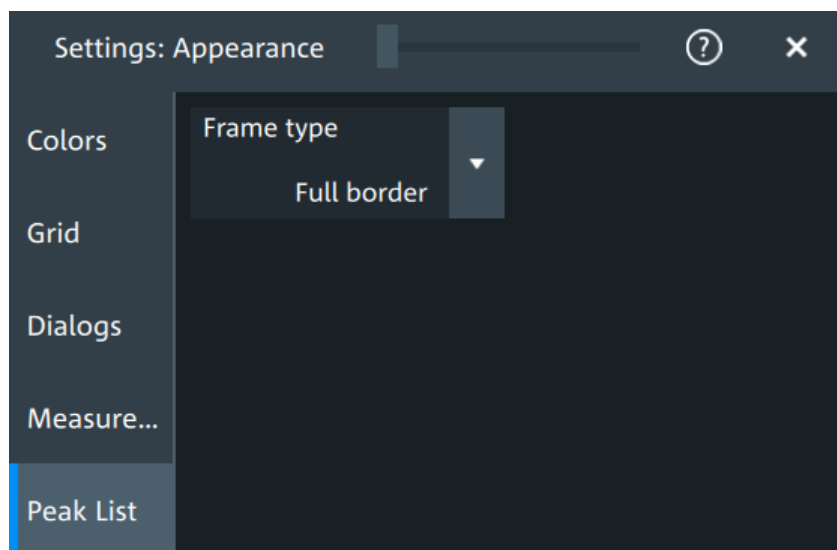 Settings: Appearance
Colors
Grid
Dialogs
Measure...
Peak List
Frame type
Full border